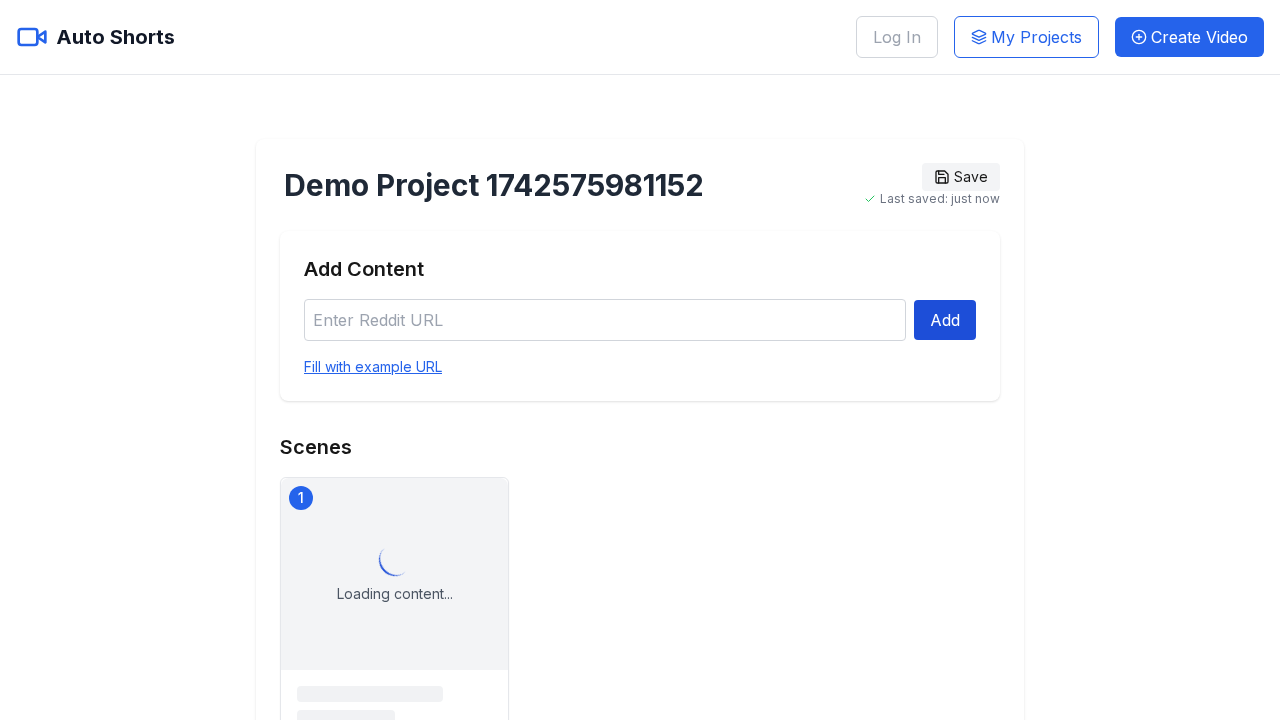 Auto Shorts
Log In
My Projects
Create Video
Demo Project 1742575981152
Save
Last saved: just now
Add Content
Enter Reddit URL
Add
Fill with example URL
Scenes
1
Loading content...